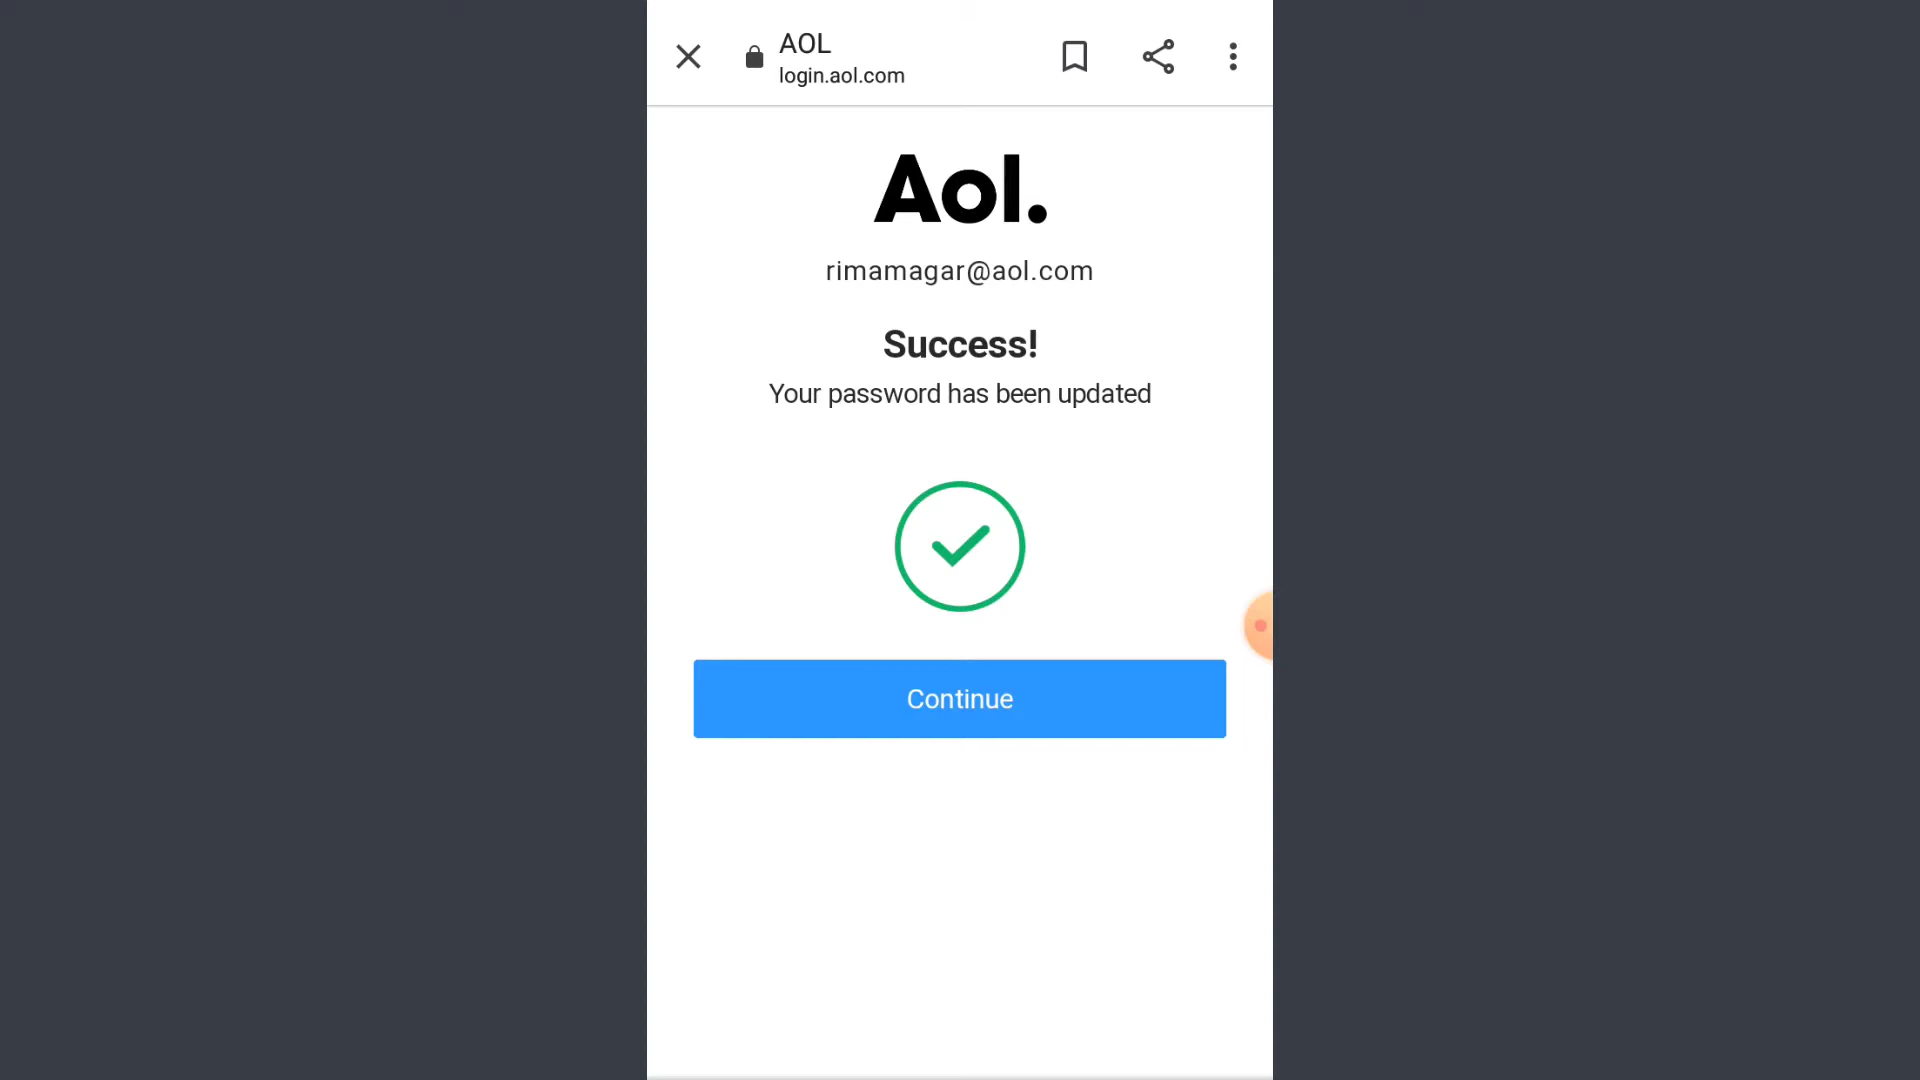 AOL
login.aol.com
Aol.
rimamagar@aol.com
Success!
Your password has been updated
Continue